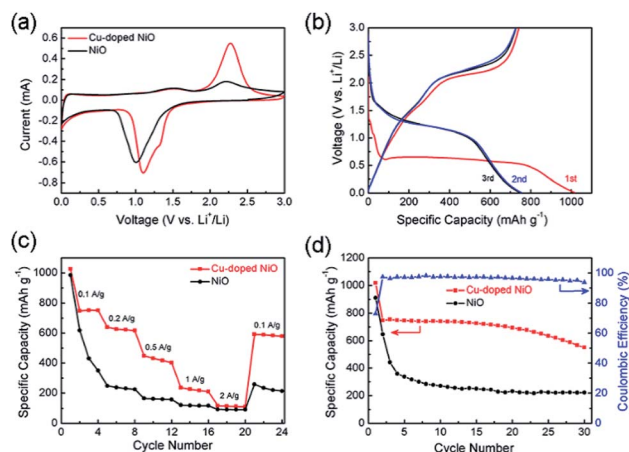 (a)
Cu-doped NiO
NiO
0.6
0.4
0.2
0.0
-0.2
-0.4
-0.6
-0.8
Current (mA)
0.0 0.5 1.0 1.5 2.0 2.5 3.0
Voltage (V vs. Li+/Li)
(b)
3.0
2.5
2.0
1.5
1.0
0.5
0.0
Voltage (V vs. Li+/Li)
3rd 2nd 1st
0 200 400 600 800 1000
Specific Capacity (mAh g-1)
(c)
Cu-doped NiO
NiO
1000
800
600
400
200
0
Specific Capacity (mAh g-1)
0.1 A/g
0.2 A/g
0.5 A/g
1 A/g
2 A/g
0.1 A/g
0 4 8 12 16 20 24
Cycle Number
(d)
1200
1000
800
600
400
200
0
Specific Capacity (mAh g-1)
Cu-doped NiO
NiO
100
80
60
40
20
0
Coulombic Efficiency (%)
0 5 10 15 20 25 30
Cycle Number